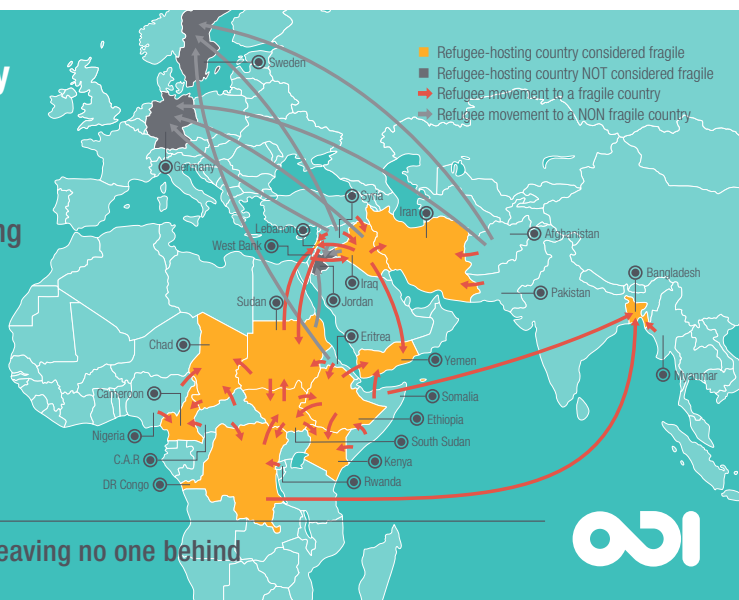 y
ng
Refugee-hosting country considered fragile
Refugee-hosting country NOT considered fragile
Refugee movement to a fragile country
Refugee movement to a NON fragile country
Sweden
Germany
Syria
Iran
Lebanon
Afghanistan
West Bank
Bangladesh
Iraq
Pakistan
Sudan
Jordan
Eritrea
Chad
Yemen
Myanmar
Cameroon
Somalia
Ethiopia
Nigeria
South Sudan
C.A.R
Kenya
DR Congo
Rwanda
eaving no one behind
ODI